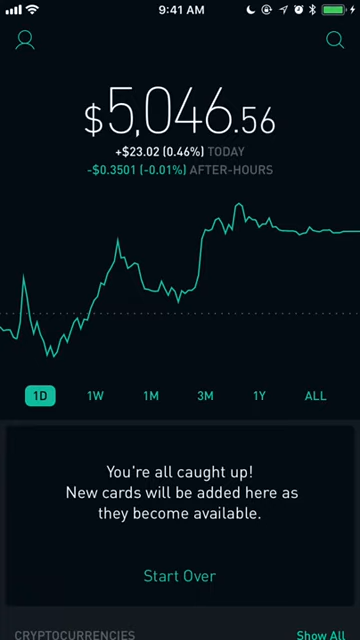 9:41 AM
$5,046.56
+$23.02 (0.46%) TODAY
-$0.3501 (-0.01%) AFTER-HOURS
1D 1W 1M 3M 1Y ALL
You're all caught up!
New cards will be added here as
they become available.
Start Over
CRYPTOCURRENCIES Show All